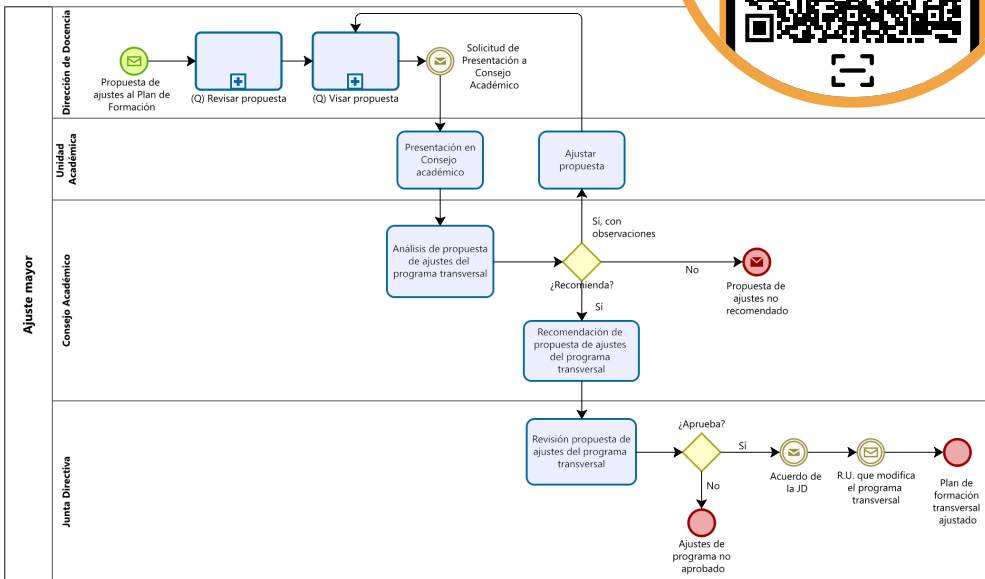 Ajuste mayor
Dirección de Docencia
Propuesta de
ajustes al Plan de
Formación
(Q) Revisar propuesta
(Q) Visar propuesta
Solicitud de
Presentación a
Consejo
Académico
Unidad
Académica
Presentación en
Consejo
académico
Ajustar
propuesta
Consejo Académico
Análisis de propuesta
de ajustes del
programa transversal
Sí, con
observaciones
¿Recomienda?
No
Propuesta de
ajustes no
recomendado
Sí
Recomendación de
propuesta de ajustes
del programa
transversal
Junta Directiva
Revisión propuesta de
ajustes del programa
transversal
¿Aprueba?
Sí
Acuerdo de
la JD
R.U. que modifica
el programa
transversal
Plan de
formación
transversal
ajustado
No
Ajustes de
programa no
aprobado